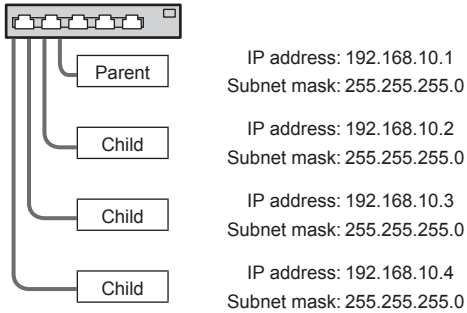 Parent
IP address: 192.168.10.1
Subnet mask: 255.255.255.0
Child
IP address: 192.168.10.2
Subnet mask: 255.255.255.0
Child
IP address: 192.168.10.3
Subnet mask: 255.255.255.0
Child
IP address: 192.168.10.4
Subnet mask: 255.255.255.0